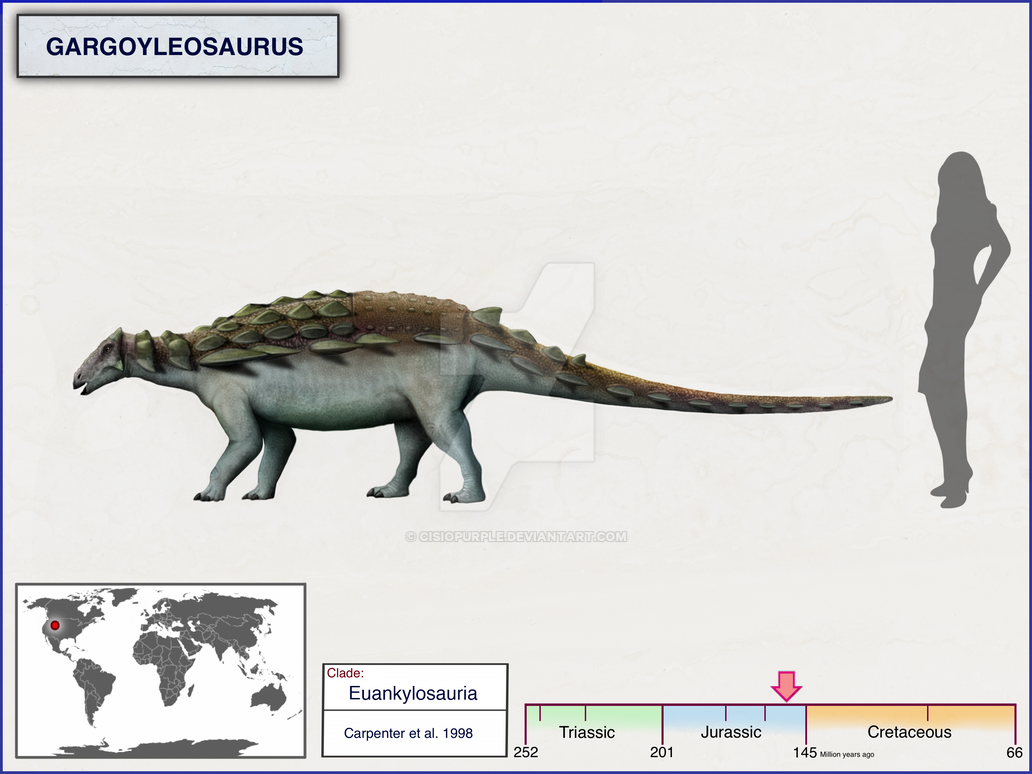 GARGOYLEOSAURUS
© CISIOPURPLE.DEVIANTART.COM
Clade:
Euankylosauria
Carpenter et al. 1998
Triassic Jurassic Cretaceous
252 201 145 Million years ago 66